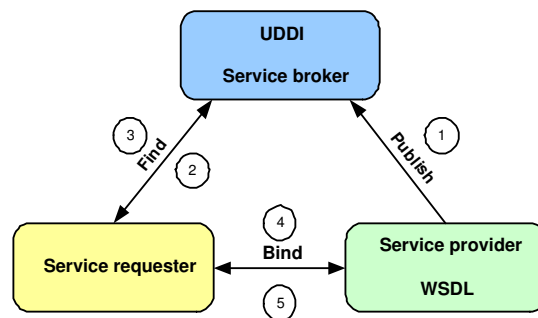 UDDI
Service broker
3
1
Find
Publish
2
4
Service requester
Bind
Service provider
5
WSDL